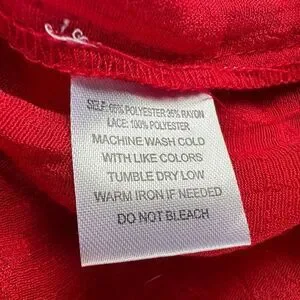 SELF: 65% POLYESTER 35% RAYON
LACE: 100% POLYESTER
MACHINE WASH COLD
WITH LIKE COLORS
TUMBLE DRY LOW
WARM IRON IF NEEDED
DO NOT BLEACH